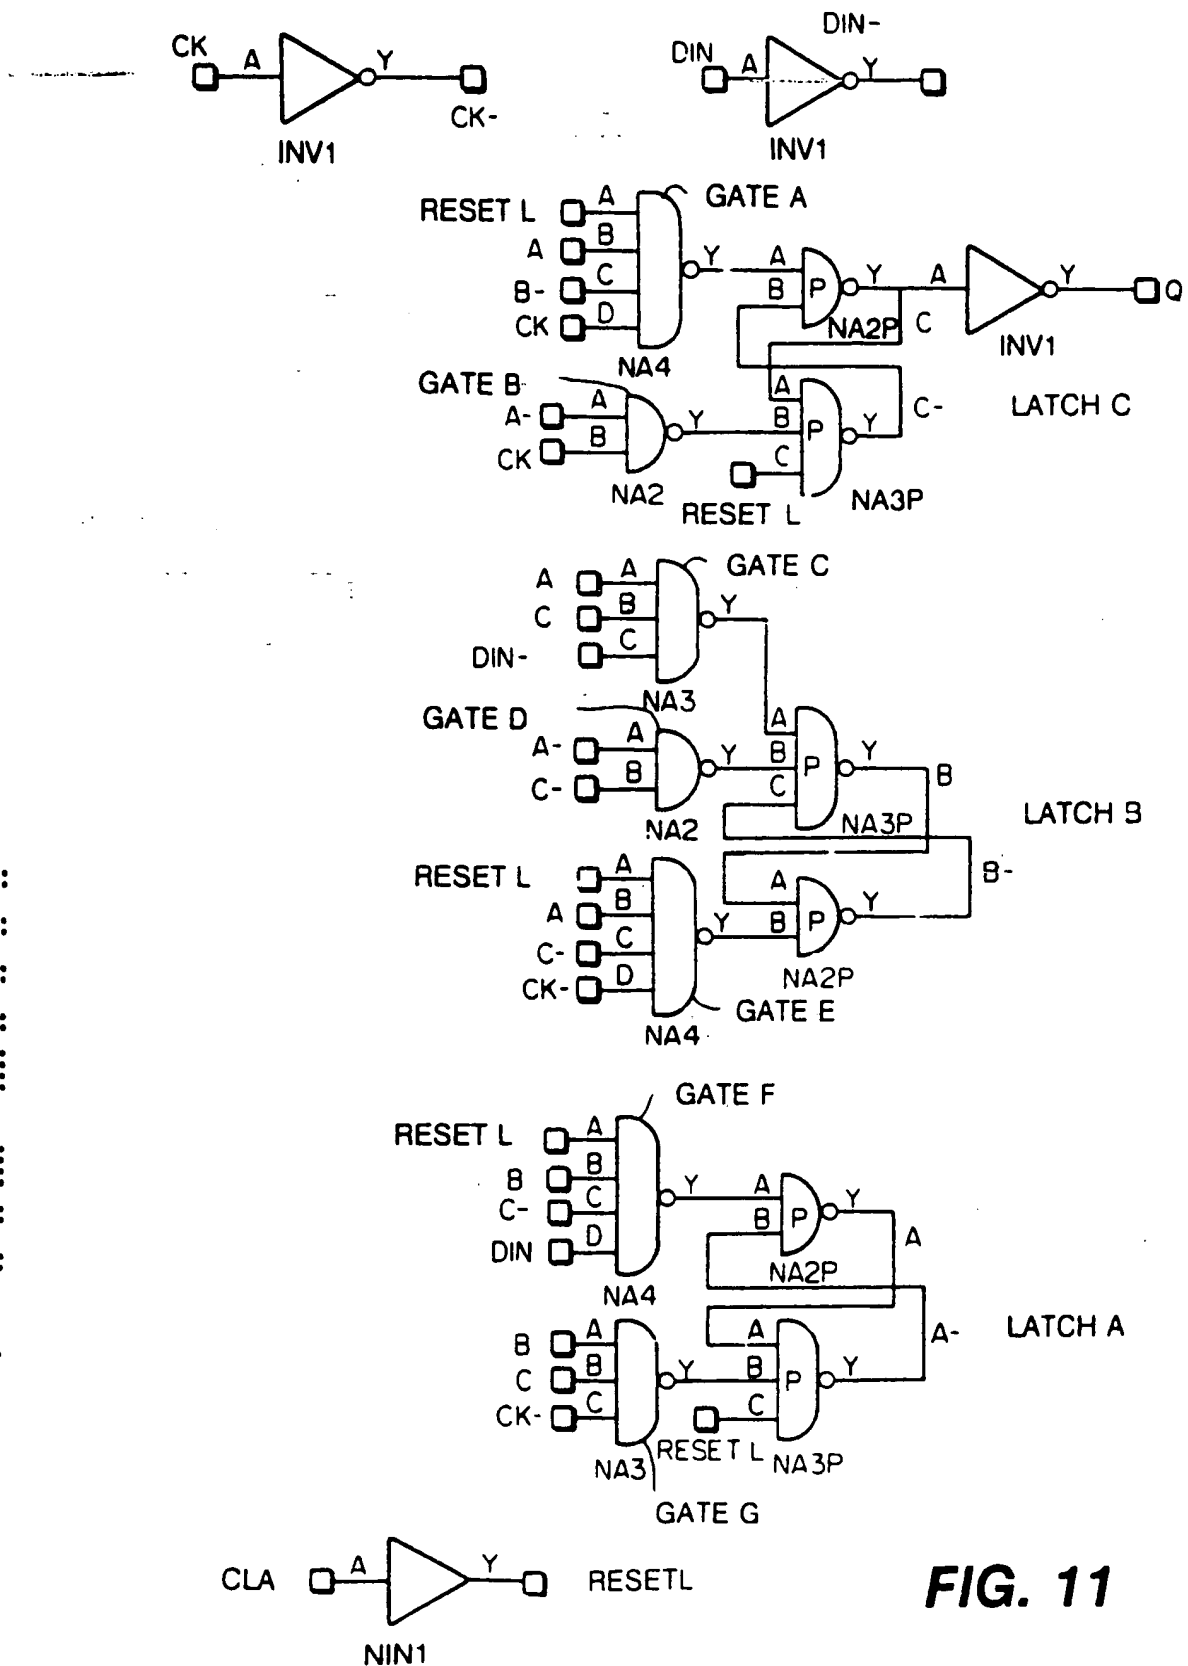 CK A Y CK-
INV1
DIN A DIN- Y
INV1
RESET L A GATE A
A B
B- C Y A Y A Y Q
CK D B P C
NA4 NA2P INV1
GATE B
A- A A C- LATCH C
CK B Y B P Y
NA2 C NA3P
RESET L
A A GATE C
C B Y
DIN- C
NA3
GATE D
A- A A
C- B Y B P Y B
NA2 C NA3P LATCH B
RESET L A B-
A B A Y
C- C Y B P
CK- D NA2P
NA4 GATE E
GATE F
RESET L A
B B Y A Y
C- C B P A
DIN D NA2P
NA4
B A A A- LATCH A
C B Y B P Y
CK- C C
NA3 RESET L NA3P
GATE G
CLA A Y RESETL
NIN1
FIG. 11